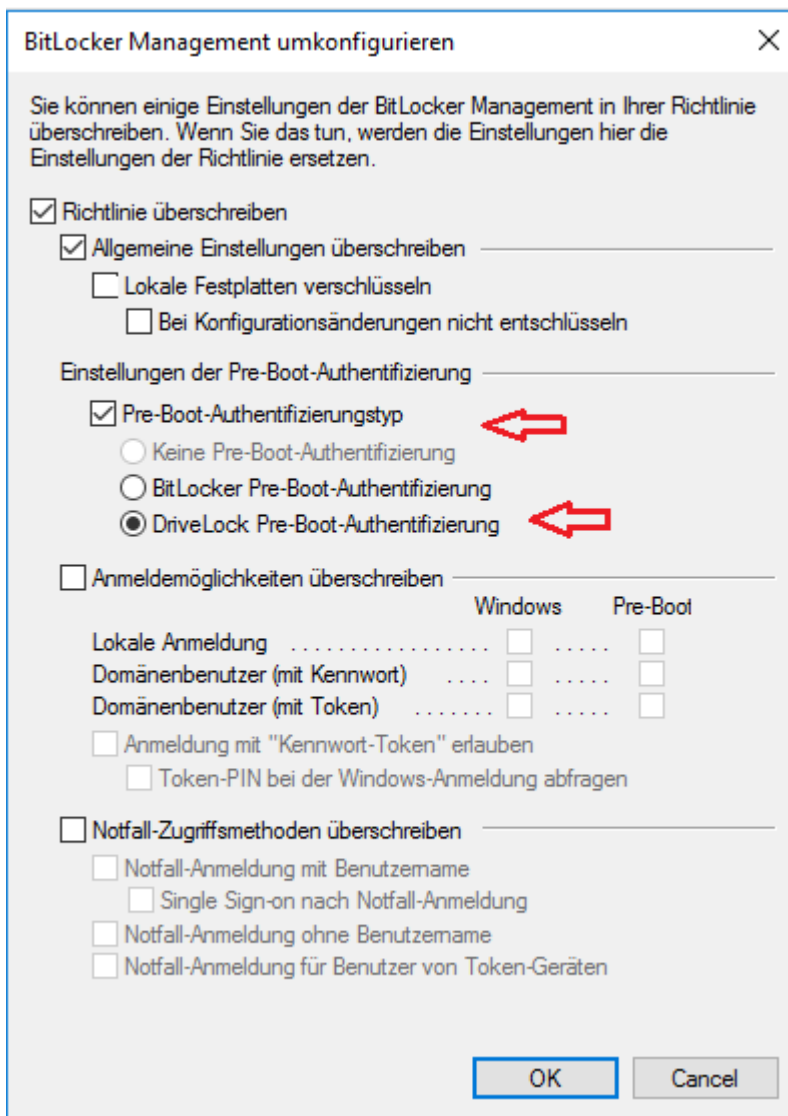 BitLocker Management umkonfigurieren
Sie können einige Einstellungen der BitLocker Management in Ihrer Richtlinie
überschreiben. Wenn Sie das tun, werden die Einstellungen hier die
Einstellungen der Richtlinie ersetzen.
Richtlinie überschreiben
Allgemeine Einstellungen überschreiben
Lokale Festplatten verschlüsseln
Bei Konfigurationsänderungen nicht entschlüsseln
Einstellungen der Pre-Boot-Authentifizierung
Pre-Boot-Authentifizierungstyp
Keine Pre-Boot-Authentifizierung
BitLocker Pre-Boot-Authentifizierung
DriveLock Pre-Boot-Authentifizierung
Anmeldemöglichkeiten überschreiben
Windows Pre-Boot
Lokale Anmeldung . . . . . . . . . . . . . . . . . . . . . .
Domänenbenutzer (mit Kennwort) . . . . . . . . .
Domänenbenutzer (mit Token) . . . . . . . . . . . .
Anmeldung mit "Kennwort-Token" erlauben
Token-PIN bei der Windows-Anmeldung abfragen
Notfall-Zugriffsmethoden überschreiben
Notfall-Anmeldung mit Benutzername
Single Sign-on nach Notfall-Anmeldung
Notfall-Anmeldung ohne Benutzername
Notfall-Anmeldung für Benutzer von Token-Geräten
OK Cancel